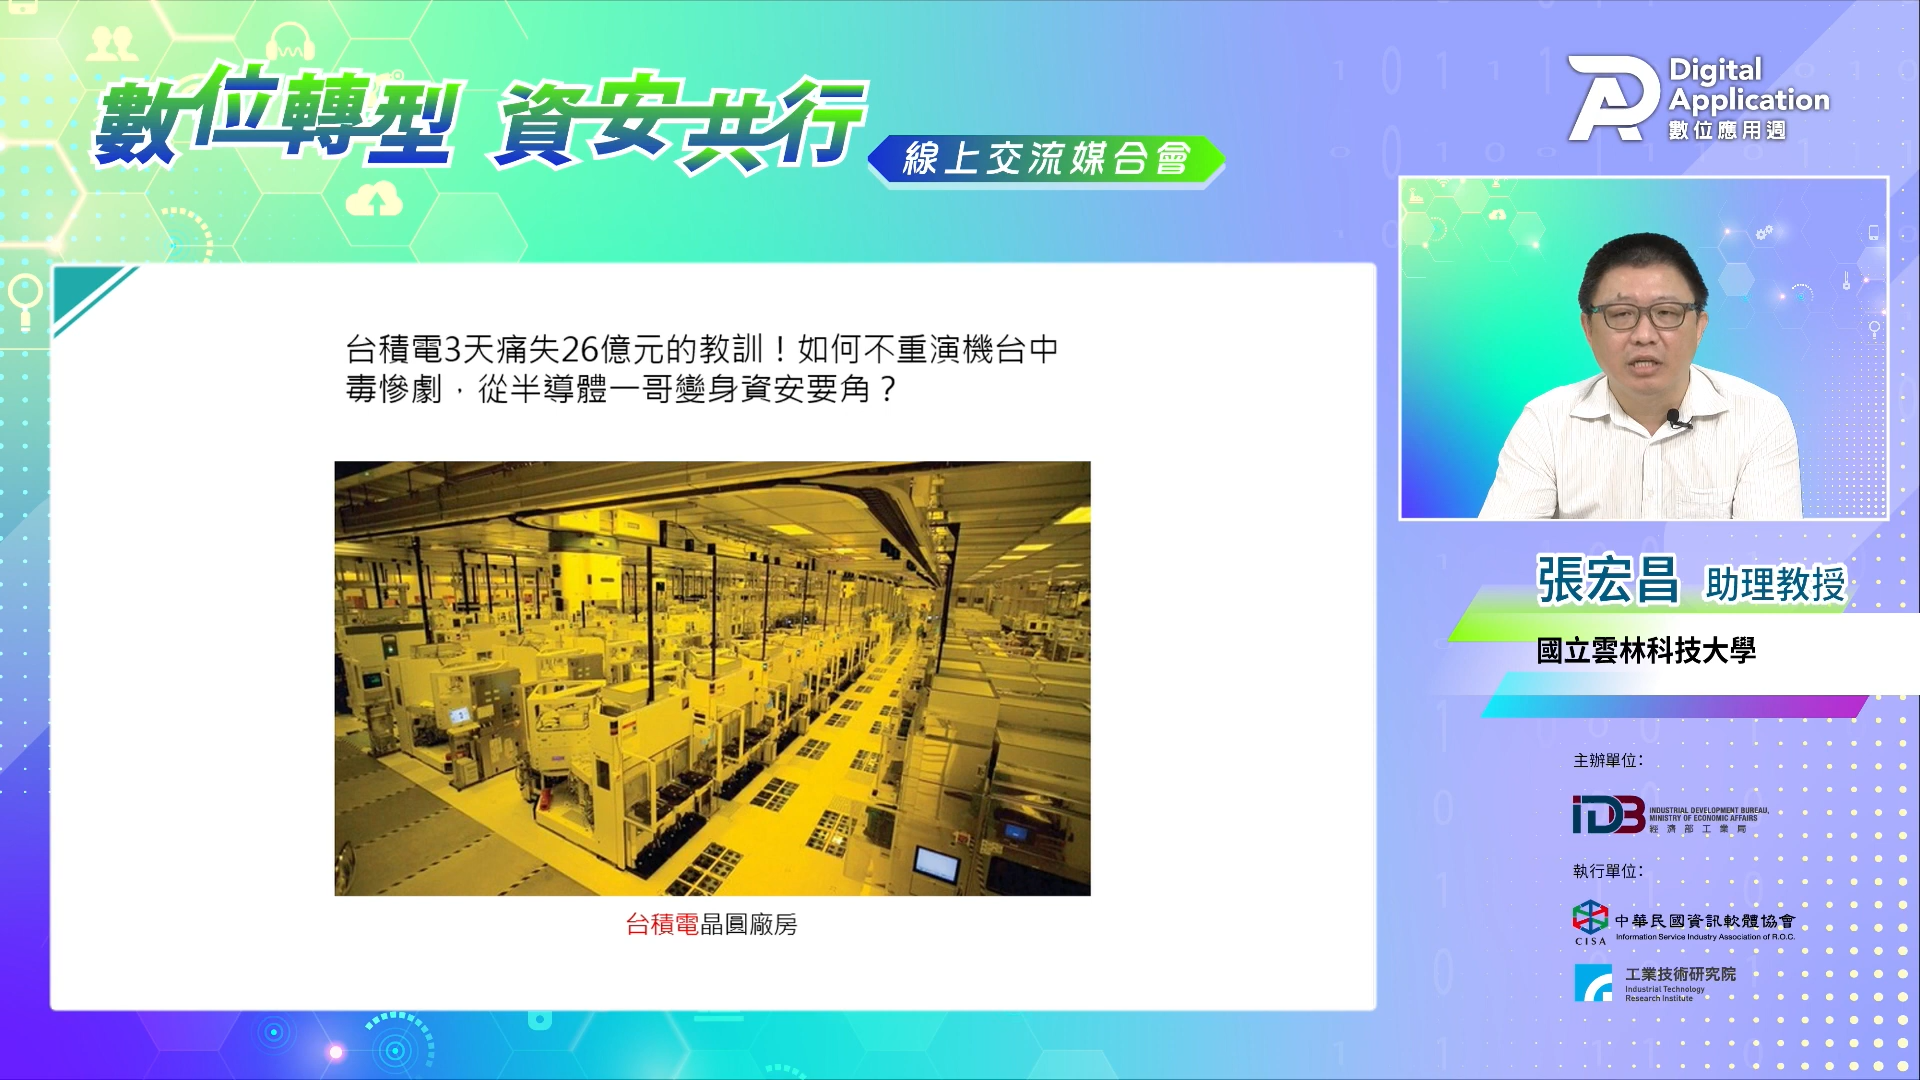 數位轉型 資安共行
線上交流媒合會
Digital
Application
數位應用週
台積電3天痛失26億元的教訓！如何不重演機台中
毒慘劇，從半導體一哥變身資安要角？
台積電晶圓廠房
張宏昌 助理教授
國立雲林科技大學
主辦單位：
iDB
INDUSTRIAL DEVELOPMENT BUREAU,
MINISTRY OF ECONOMIC AFFAIRS
經濟部工業局
執行單位：
CISA
中華民國資訊軟體協會
Information Service Industry Association of R.O.C.
工業技術研究院
Industrial Technology
Research Institute